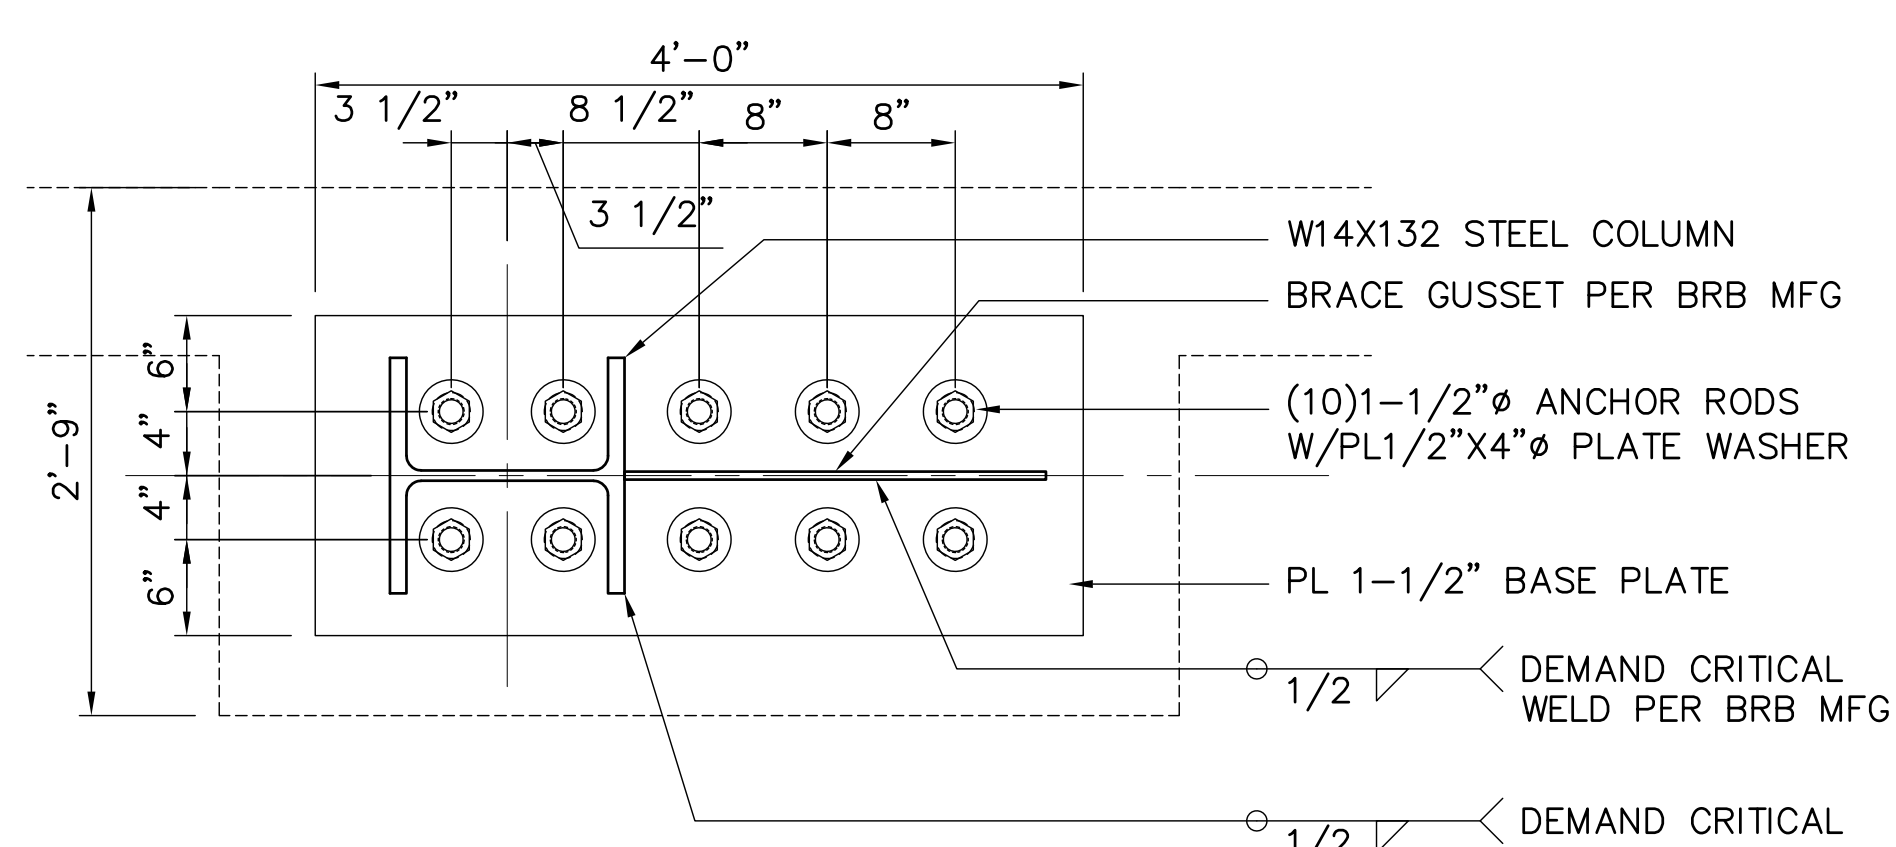 4'-0"
3 1/2"
8 1/2"
8"
8"
3 1/2"
W14X132 STEEL COLUMN
BRACE GUSSET PER BRB MFG
6"
4"
2'-9"
4"
6"
(10)1-1/2"ø ANCHOR RODS
W/PL1/2"X4"ø PLATE WASHER
PL 1-1/2" BASE PLATE
1/2
DEMAND CRITICAL
WELD PER BRB MFG
1/2
DEMAND CRITICAL